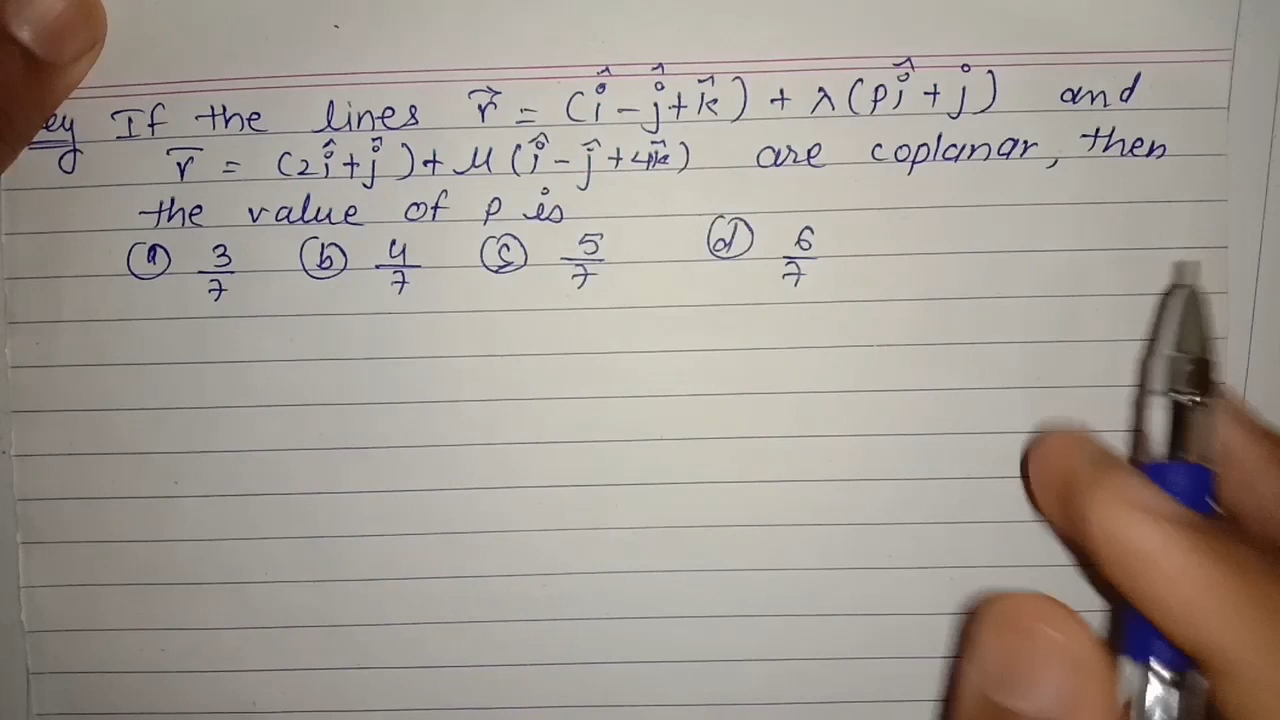 If the lines r⃗ = (î - ĵ + k̂) + λ(pî + j) and
r⃗ = (2î + ĵ) + μ(î - ĵ + 4k̂) are coplanar, then
the value of p is
(a) 3/7 (b) 4/7 (c) 5/7 (d) 6/7